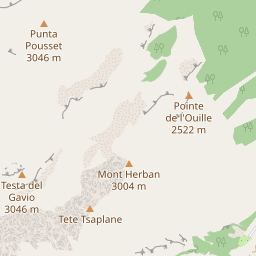 Punta
Pousset
3046 m
Pointe
de l'Ouille
2522 m
Mont Herban
3004 m
Testa del
Gavio
3046 m
Tete Tsaplane